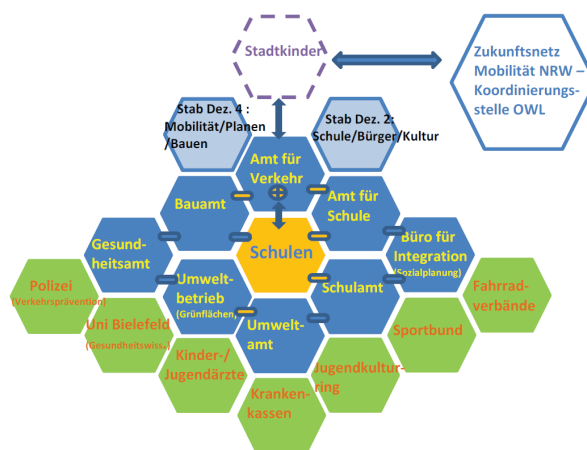 Stadtkinder
Zukunftsnetz
Mobilität NRW –
Koordinierungs-
stelle OWL
Stab Dez. 4 :
Mobilität/Planen
/Bauen
Stab Dez. 2:
Schule/Bürger/Kultur
Amt für
Verkehr
Bauamt
Amt für
Schule
Gesund-
heitsamt
Schulen
Büro für
Integration
(Sozialplanung)
Polizei
(Verkehrsprävention)
Umwelt-
betrieb
(Grünflächen)
Schulamt
Fahrrad-
verbände
Uni Bielefeld
(Gesundheitswiss.)
Umwelt-
amt
Sportbund
Kinder-/
Jugendärzte
Jugendkultur-
ring
Kranken-
kassen